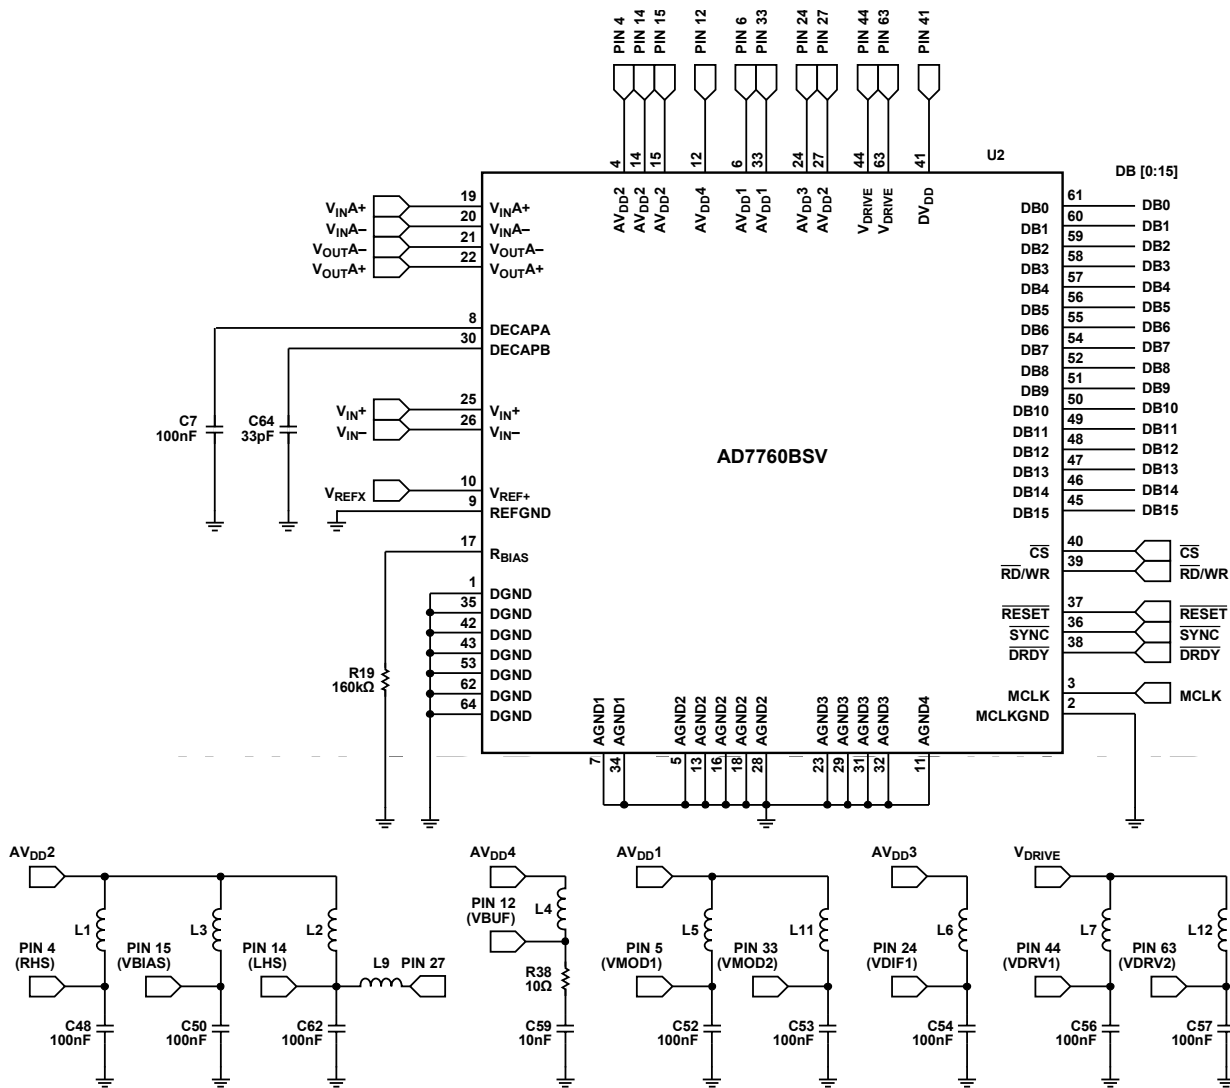 PIN 4
PIN 14
PIN 15
PIN 12
PIN 6
PIN 33
PIN 24
PIN 27
PIN 44
PIN 63
PIN 41
4
14
15
12
6
33
24
27
44
63
41
U2
DB [0:15]
AVDD2
AVDD2
AVDD2
AVDD4
AVDD1
AVDD1
AVDD3
AVDD2
VDRIVE
VDRIVE
DVDD
VINA+ 19 VINA+
VINA– 20 VINA–
VOUTA– 21 VOUTA–
VOUTA+ 22 VOUTA+
8 DECAPA
30 DECAPB
C7
100nF
C64
33pF
VIN+ 25 VIN+
VIN– 26 VIN–
VREFX 10 VREF+
9 REFGND
17 RBIAS
1 DGND
35 DGND
42 DGND
43 DGND
53 DGND
62 DGND
64 DGND
R19
160kΩ
AD7760BSV
DB0 61 DB0
DB1 60 DB1
DB2 59 DB2
DB3 58 DB3
DB4 57 DB4
DB5 56 DB5
DB6 55 DB6
DB7 54 DB7
DB8 52 DB8
DB9 51 DB9
DB10 50 DB10
DB11 49 DB11
DB12 48 DB12
DB13 47 DB13
DB14 46 DB14
DB15 45 DB15
CS 40 CS
RD/WR 39 RD/WR
RESET 37 RESET
SYNC 36 SYNC
DRDY 38 DRDY
MCLK 3 MCLK
MCLKGND 2
AGND1
AGND1
AGND2
AGND2
AGND2
AGND2
AGND2
AGND3
AGND3
AGND3
AGND3
AGND4
7
34
5
13
16
18
28
23
29
31
32
11
AVDD2
L1
L3
L2
PIN 4
(RHS)
PIN 15
(VBIAS)
PIN 14
(LHS)
L9
PIN 27
C48
100nF
C50
100nF
C62
100nF
AVDD4
L4
PIN 12
(VBUF)
R38
10Ω
C59
10nF
AVDD1
L5
L11
PIN 5
(VMOD1)
PIN 33
(VMOD2)
C52
100nF
C53
100nF
AVDD3
L6
PIN 24
(VDIF1)
C54
100nF
VDRIVE
L7
L12
PIN 44
(VDRV1)
PIN 63
(VDRV2)
C56
100nF
C57
100nF